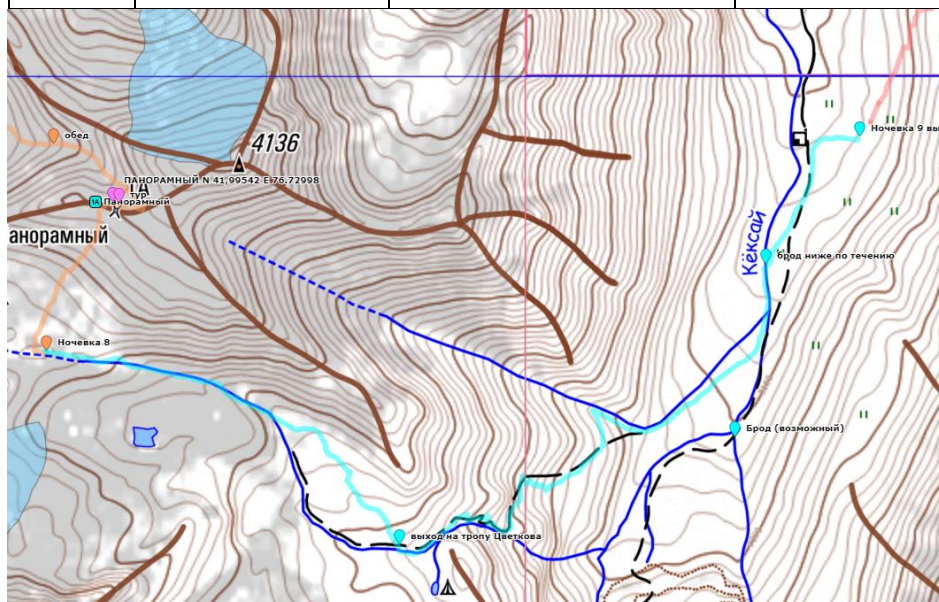 обед
4136
ПАНОРАМНЫЙ N 41,99542 E 76.72998
1А
тур
1А
Панорамный
анорамный
Ночевка 9 вы
Кёксай
брод ниже по течению
Ночевка 8
Брод (возможный)
выход на тропу Цветкова